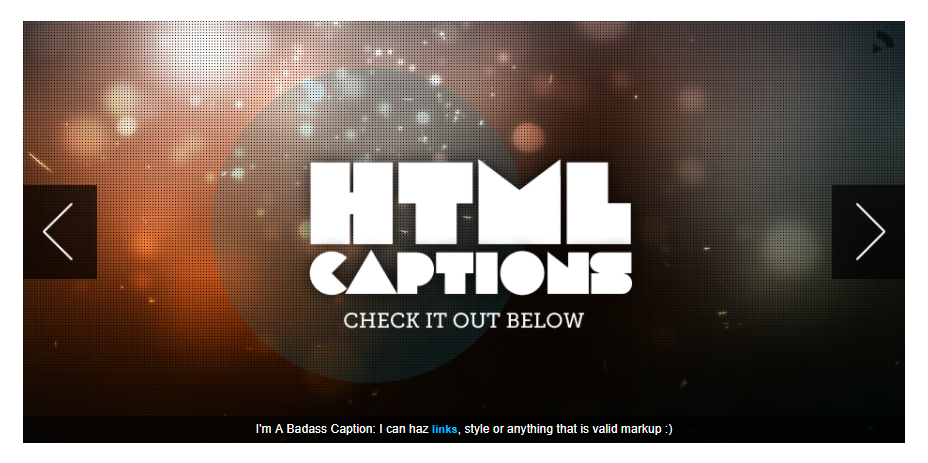 HTML
CAPTIONS
CHECK IT OUT BELOW
I'm A Badass Caption: I can haz links, style or anything that is valid markup :)